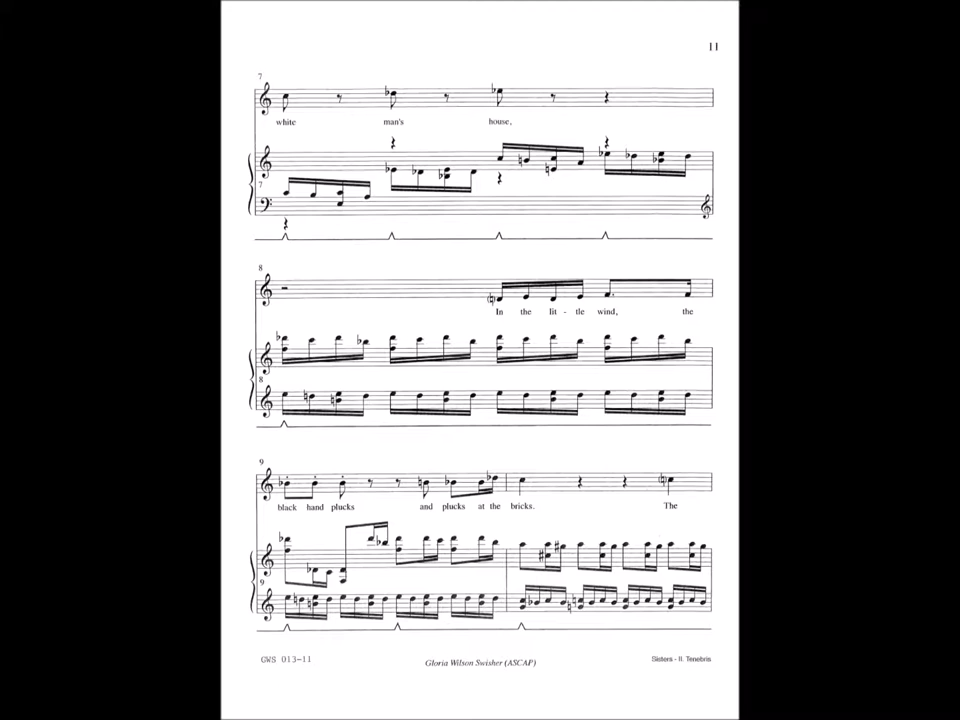 11
7
white man's house,
7
8
In the lit - tle wind, the
8
9
black hand plucks and plucks at the bricks. The
9
GWS 013-11 Gloria Wilson Swisher (ASCAP) Sisters - II. Tenebris